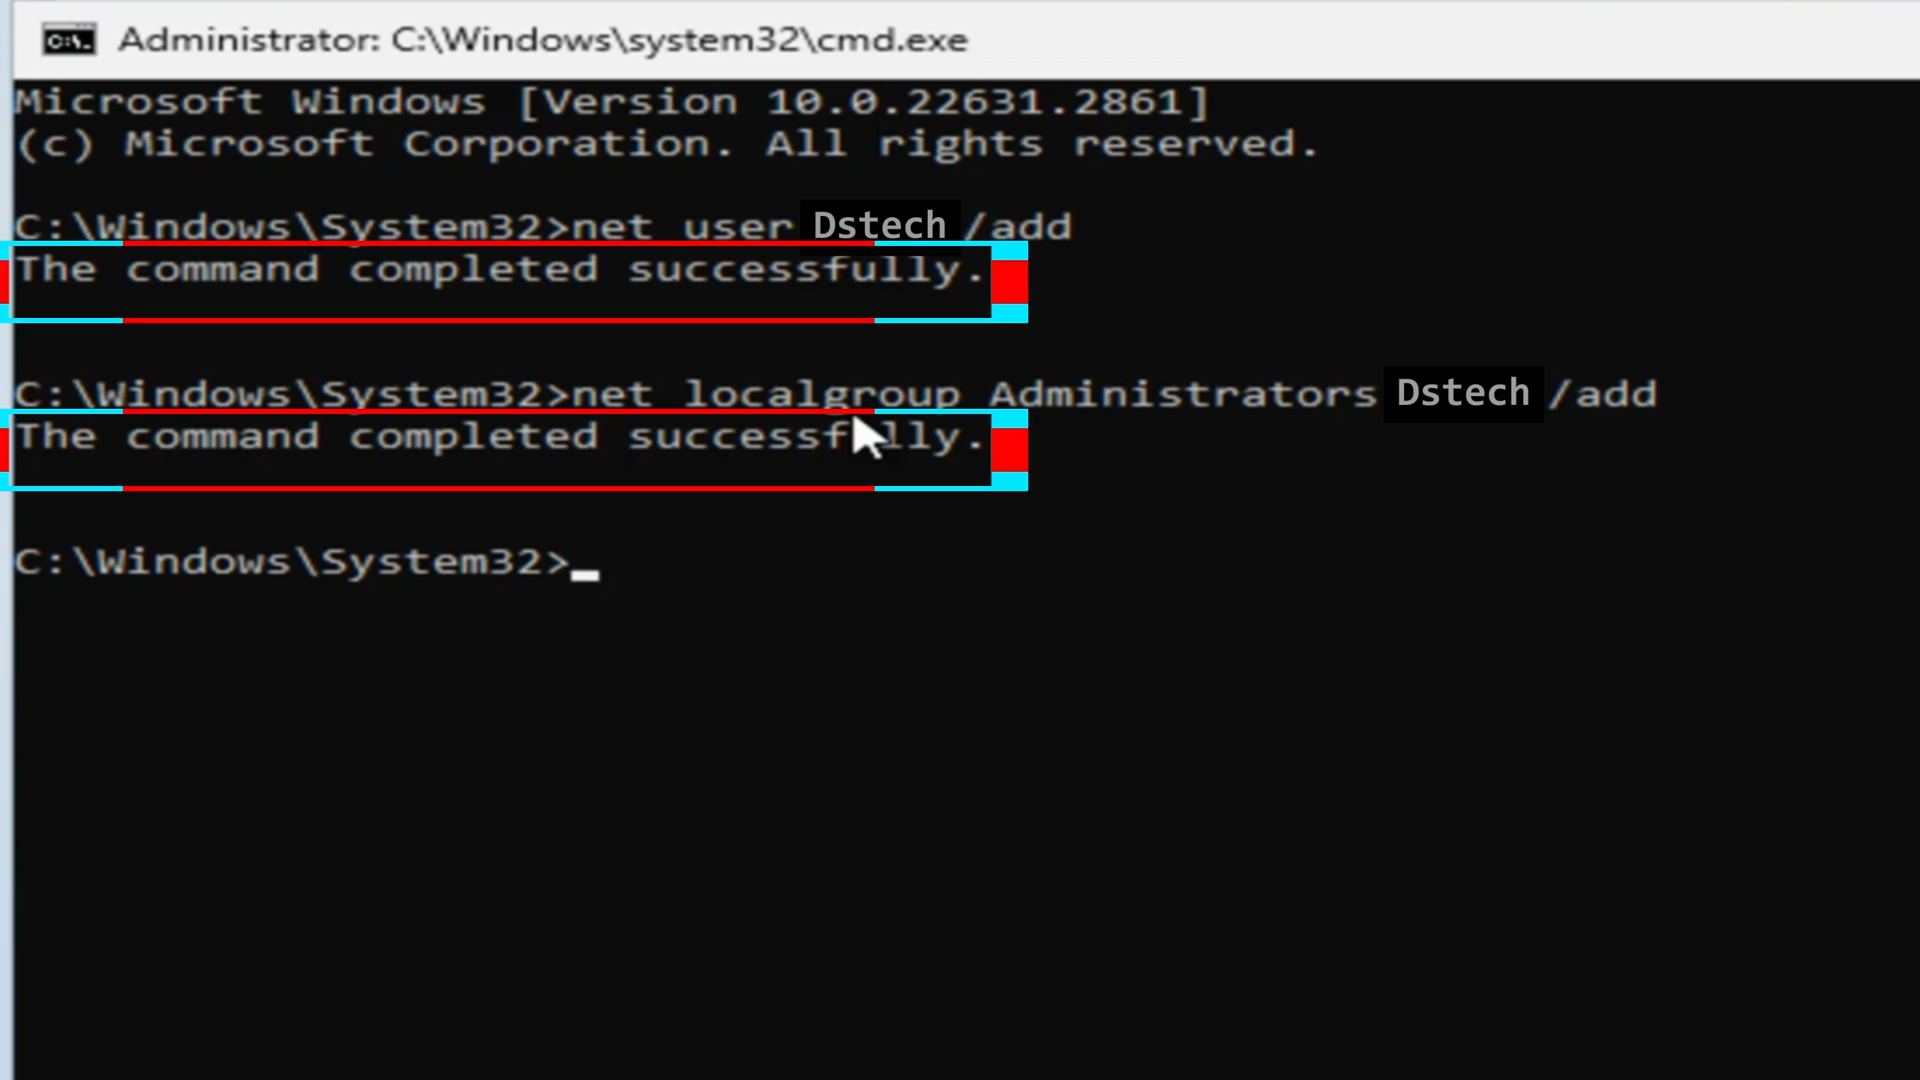 Administrator: C:\Windows\system32\cmd.exe
Microsoft Windows [Version 10.0.22631.2861]
(c) Microsoft Corporation. All rights reserved.
C:\Windows\System32>net user Dstech /add
The command completed successfully.
C:\Windows\System32>net localgroup Administrators Dstech /add
The command completed successfully.
C:\Windows\System32>